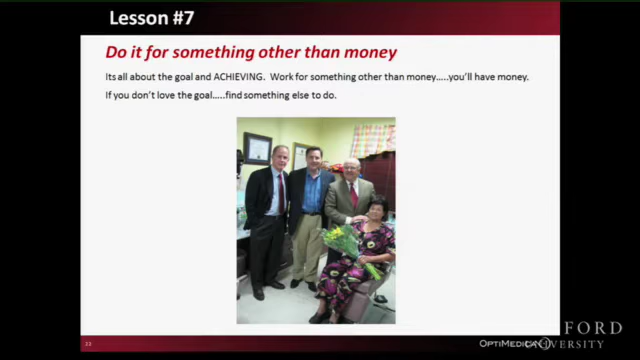 Lesson #7
Do it for something other than money
Its all about the goal and ACHIEVING. Work for something other than money.....you'll have money.
If you don't love the goal.....find something else to do.
22
OPTIMEDICA
FORD
UNIVERSITY